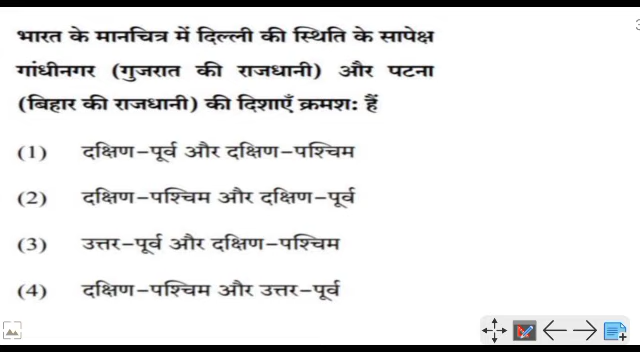 भारत के मानचित्र में दिल्ली की स्थिति के सापेक्ष
गांधीनगर (गुजरात की राजधानी) और पटना
(बिहार की राजधानी) की दिशाएँ क्रमश: हैं
(1) दक्षिण-पूर्व और दक्षिण-पश्चिम
(2) दक्षिण-पश्चिम और दक्षिण-पूर्व
(3) उत्तर-पूर्व और दक्षिण-पश्चिम
(4) दक्षिण-पश्चिम और उत्तर-पूर्व